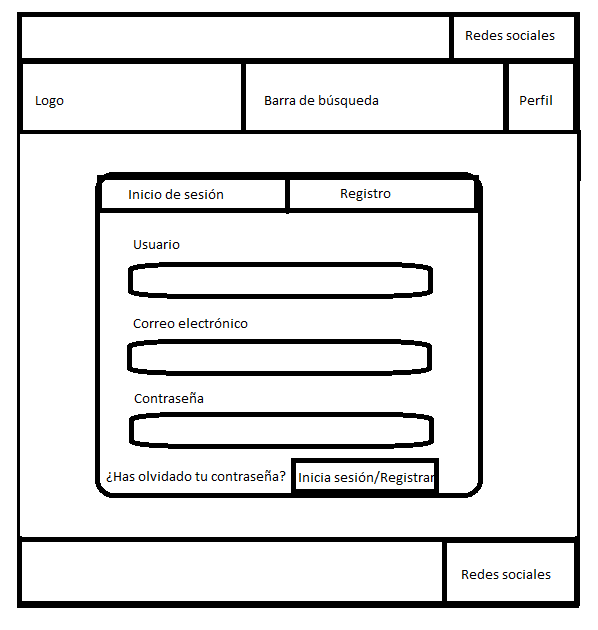 Redes sociales
Logo
Barra de búsqueda
Perfil
Inicio de sesión
Registro
Usuario
Correo electrónico
Contraseña
¿Has olvidado tu contraseña?
Inicia sesión/Registrar
Redes sociales